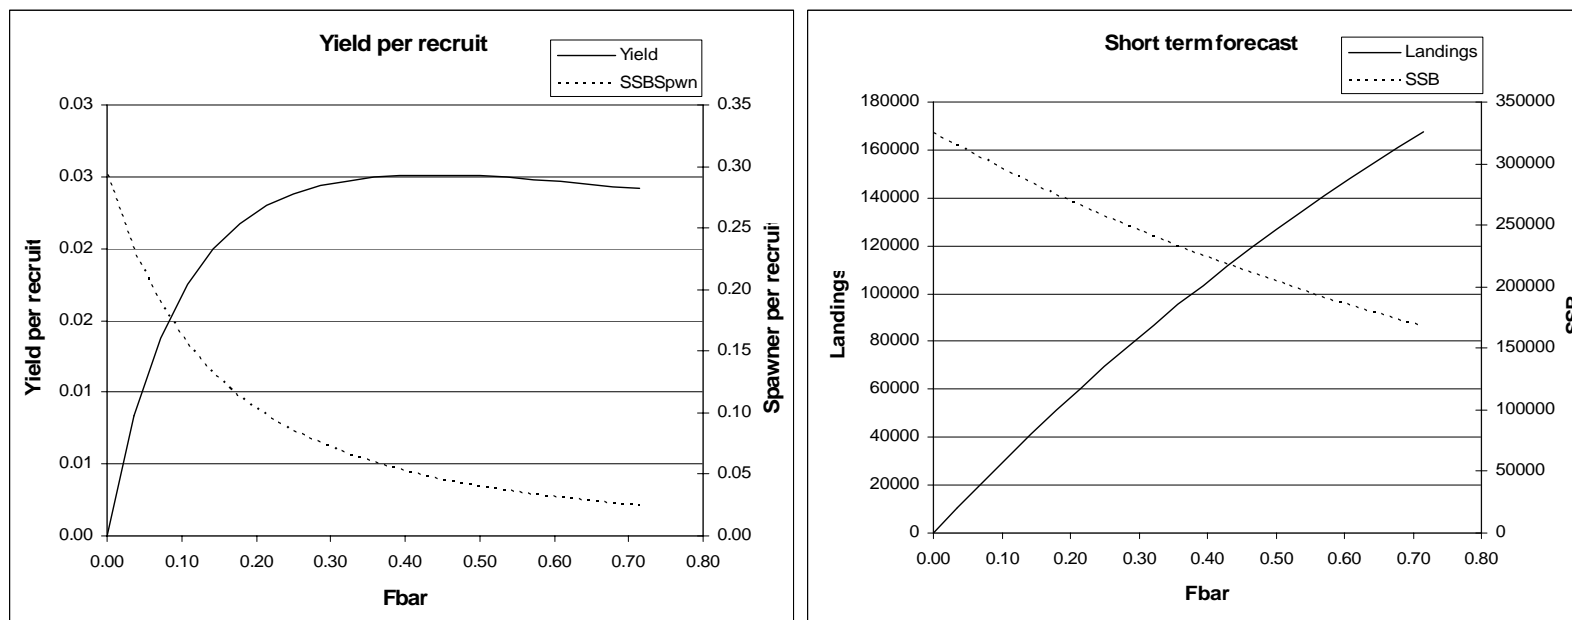 Yield per recruit
Yield
SSBSpwn
0.03
0.03
0.02
0.02
0.01
0.01
0.00
Yield per recruit
0.35
0.30
0.25
0.20
0.15
0.10
0.05
0.00
Spawner per recruit
0.00 0.10 0.20 0.30 0.40 0.50 0.60 0.70 0.80
Fbar
Short term forecast
Landings
SSB
180000
160000
140000
120000
100000
80000
60000
40000
20000
0
Landings
350000
300000
250000
200000
150000
100000
50000
0
SSB
0.00 0.10 0.20 0.30 0.40 0.50 0.60 0.70 0.80
Fbar